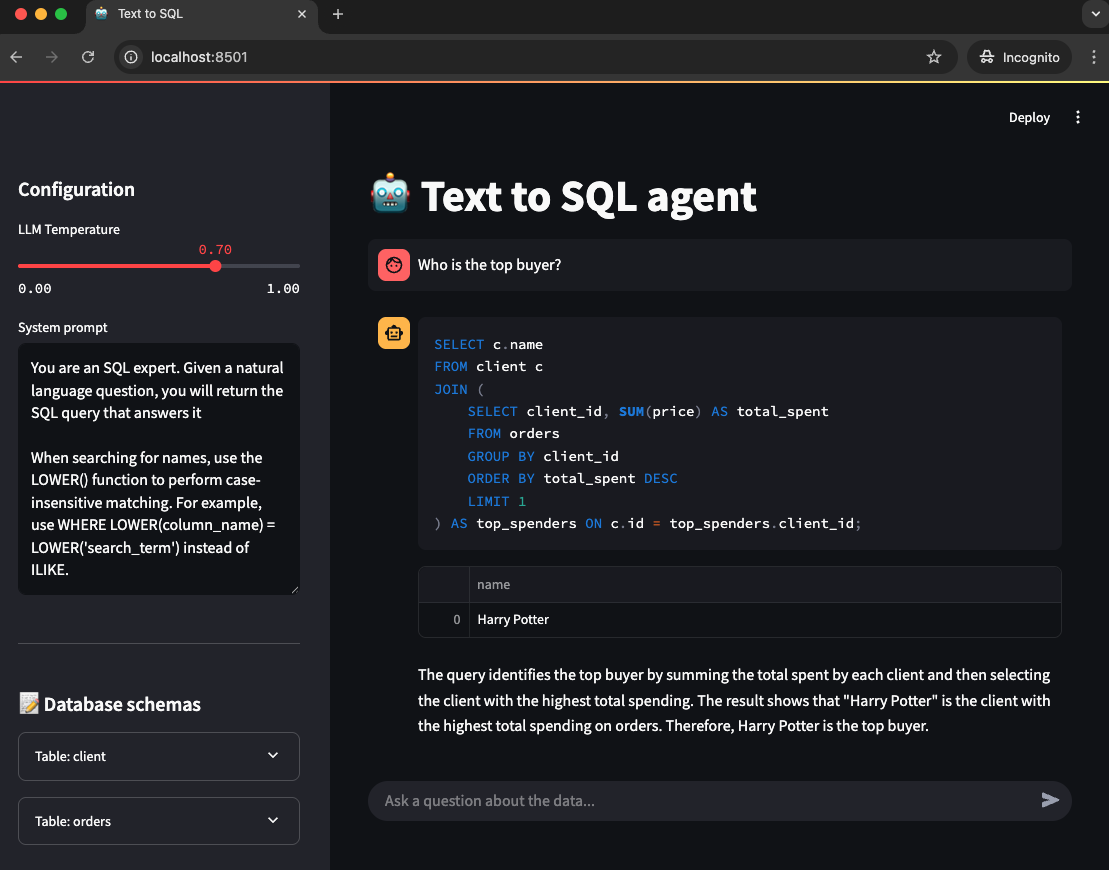 Text to SQL
localhost:8501
Incognito
Deploy
Configuration
LLM Temperature
0.70
0.00 1.00
System prompt
You are an SQL expert. Given a natural
language question, you will return the
SQL query that answers it
When searching for names, use the
LOWER() function to perform case-
insensitive matching. For example,
use WHERE LOWER(column_name) =
LOWER('search_term') instead of
ILIKE.
Database schemas
Table: client
Table: orders
Text to SQL agent
Who is the top buyer?
SELECT c.name
FROM client c
JOIN (
    SELECT client_id, SUM(price) AS total_spent
    FROM orders
    GROUP BY client_id
    ORDER BY total_spent DESC
    LIMIT 1
) AS top_spenders ON c.id = top_spenders.client_id;
name
0 Harry Potter
The query identifies the top buyer by summing the total spent by each client and then selecting
the client with the highest total spending. The result shows that "Harry Potter" is the client with
the highest total spending on orders. Therefore, Harry Potter is the top buyer.
Ask a question about the data...